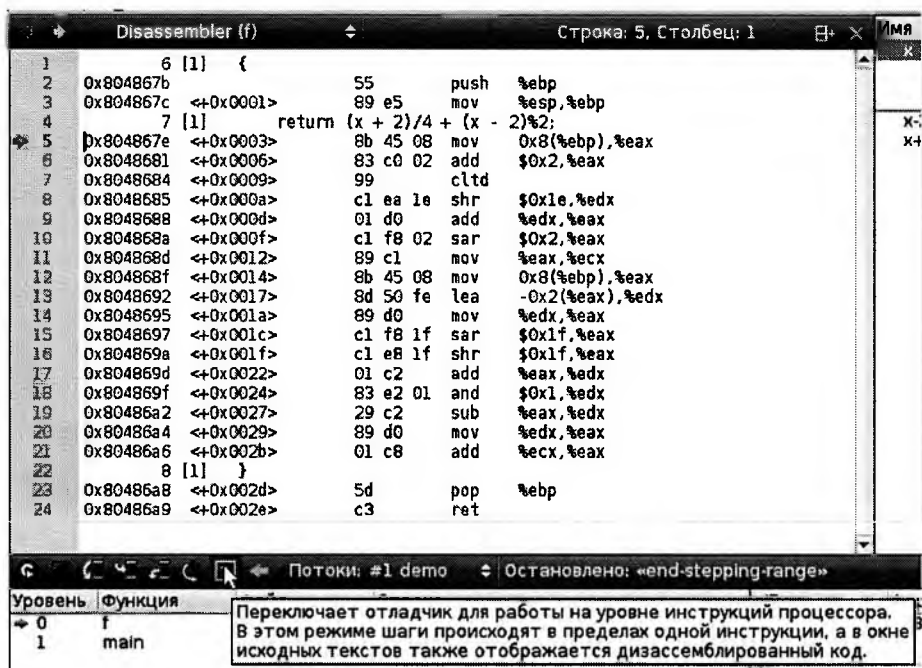 Disassembler (f) Строка: 5, Столбец: 1
Имя
x
1 6 [1] {
2 0x804867b 55 push %ebp
3 0x804867c <+0x0001> 89 e5 mov %esp,%ebp
4 7 [1] return (x + 2)/4 + (x - 2)%2;
x-
5 0x804867e <+0x0003> 8b 45 08 mov 0x8(%ebp),%eax
x+
6 0x8048681 <+0x0006> 83 c0 02 add $0x2,%eax
7 0x8048684 <+0x0009> 99 cltd
8 0x8048685 <+0x000a> c1 ea 1e shr $0x1e,%edx
9 0x8048688 <+0x000d> 01 d0 add %edx,%eax
10 0x804868a <+0x000f> c1 f8 02 sar $0x2,%eax
11 0x804868d <+0x0012> 89 c1 mov %eax,%ecx
12 0x804868f <+0x0014> 8b 45 08 mov 0x8(%ebp),%eax
13 0x8048692 <+0x0017> 8d 50 fe lea -0x2(%eax),%edx
14 0x8048695 <+0x001a> 89 d0 mov %edx,%eax
15 0x8048697 <+0x001c> c1 f8 1f sar $0x1f,%eax
16 0x804869a <+0x001f> c1 e8 1f shr $0x1f,%eax
17 0x804869d <+0x0022> 01 c2 add %eax,%edx
18 0x804869f <+0x0024> 83 e2 01 and $0x1,%edx
19 0x80486a2 <+0x0027> 29 c2 sub %eax,%edx
20 0x80486a4 <+0x0029> 89 d0 mov %edx,%eax
21 0x80486a6 <+0x002b> 01 c8 add %ecx,%eax
22 8 [1] }
23 0x80486a8 <+0x002d> 5d pop %ebp
24 0x80486a9 <+0x002e> c3 ret
Потоки: #1 demo Остановлено: «end-stepping-range»
Уровень Функция
0 f
1 main
Переключает отладчик для работы на уровне инструкций процессора.
В этом режиме шаги происходят в пределах одной инструкции, а в окне
исходных текстов также отображается дизассемблированный код.